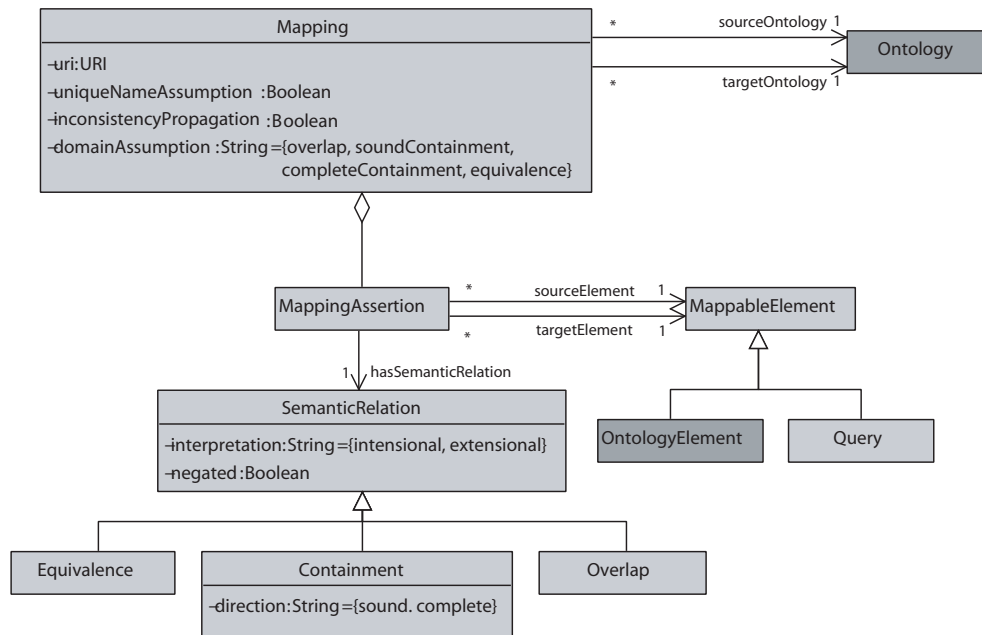 Mapping
-uri:URI
-uniqueNameAssumption :Boolean
-inconsistencyPropagation :Boolean
-domainAssumption :String={overlap, soundContainment,
completeContainment, equivalence}
* sourceOntology 1
* targetOntology 1
Ontology
MappingAssertion
* sourceElement 1
* targetElement 1
MappableElement
1 hasSemanticRelation
SemanticRelation
-interpretation:String={intensional, extensional}
-negated:Boolean
OntologyElement
Query
Equivalence
Containment
-direction:String={sound. complete}
Overlap